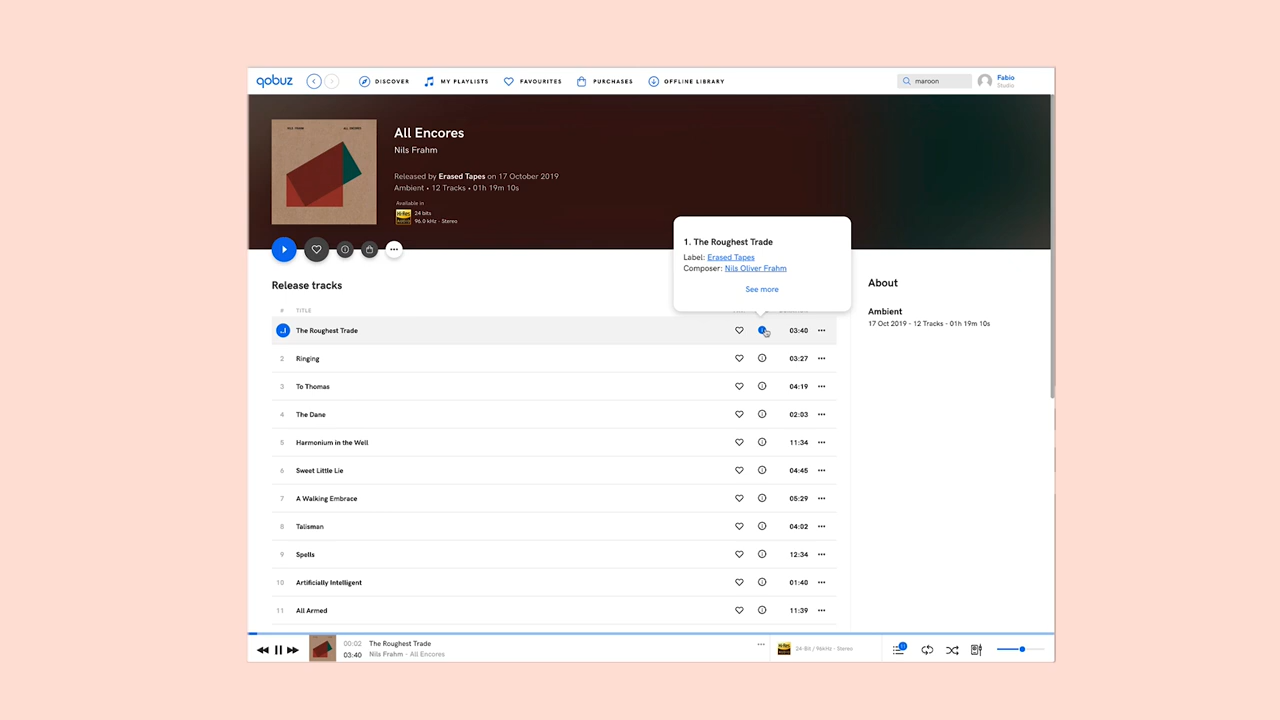 qobuz
DISCOVER
MY PLAYLISTS
FAVOURITES
PURCHASES
OFFLINE LIBRARY
maroon
Fabio
Studio
NILS FRAHM
ALL ENCORES
All Encores
Nils Frahm
Released by Erased Tapes on 17 October 2019
Ambient • 12 Tracks • 01h 19m 10s
Available in
Hi-Res
AUDIO
24 bits
96.0 kHz - Stereo
1. The Roughest Trade
Label: Erased Tapes
Composer: Nils Oliver Frahm
See more
Release tracks
# TITLE
The Roughest Trade 03:40
2 Ringing 03:27
3 To Thomas 04:19
4 The Dane 02:03
5 Harmonium in the Well 11:34
6 Sweet Little Lie 04:45
7 A Walking Embrace 05:29
8 Talisman 04:02
9 Spells 12:34
10 Artificially Intelligent 01:40
11 All Armed 11:39
About
Ambient
17 Oct 2019 - 12 Tracks - 01h 19m 10s
00:02 The Roughest Trade
03:40 Nils Frahm - All Encores
24-Bit / 96kHz - Stereo